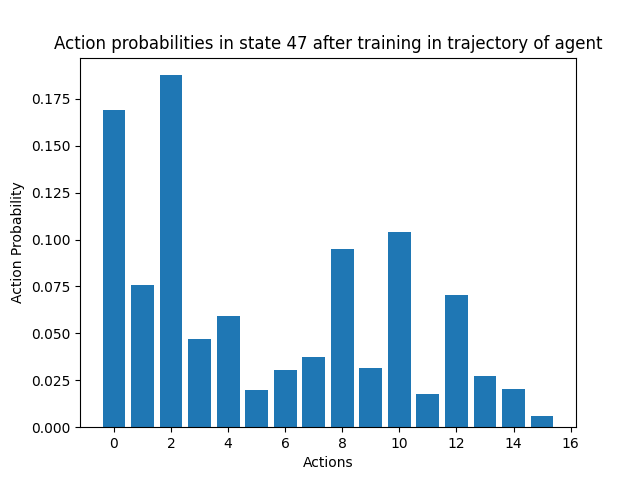 Action probabilities in state 47 after training in trajectory of agent
0.175
0.150
0.125
0.100
0.075
0.050
0.025
0.000
Action Probability
0 2 4 6 8 10 12 14 16
Actions